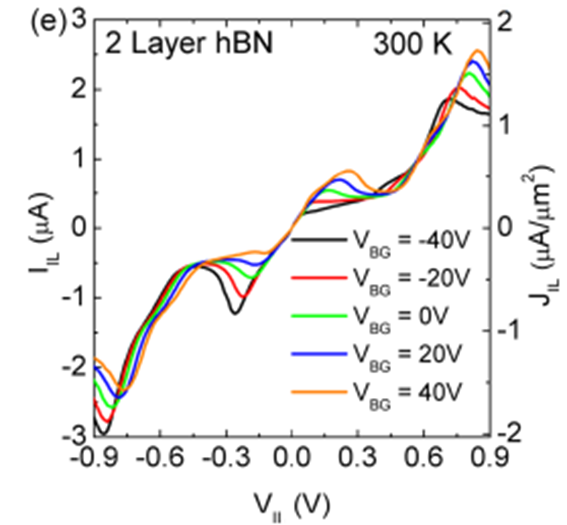 (e)
2 Layer hBN
300 K
3
2
1
0
-1
-2
-3
I_IL (μA)
2
1
0
-1
-2
J_IL (μA/μm²)
V_BG = -40V
V_BG = -20V
V_BG = 0V
V_BG = 20V
V_BG = 40V
-0.9 -0.6 -0.3 0.0 0.3 0.6 0.9
V_IL (V)